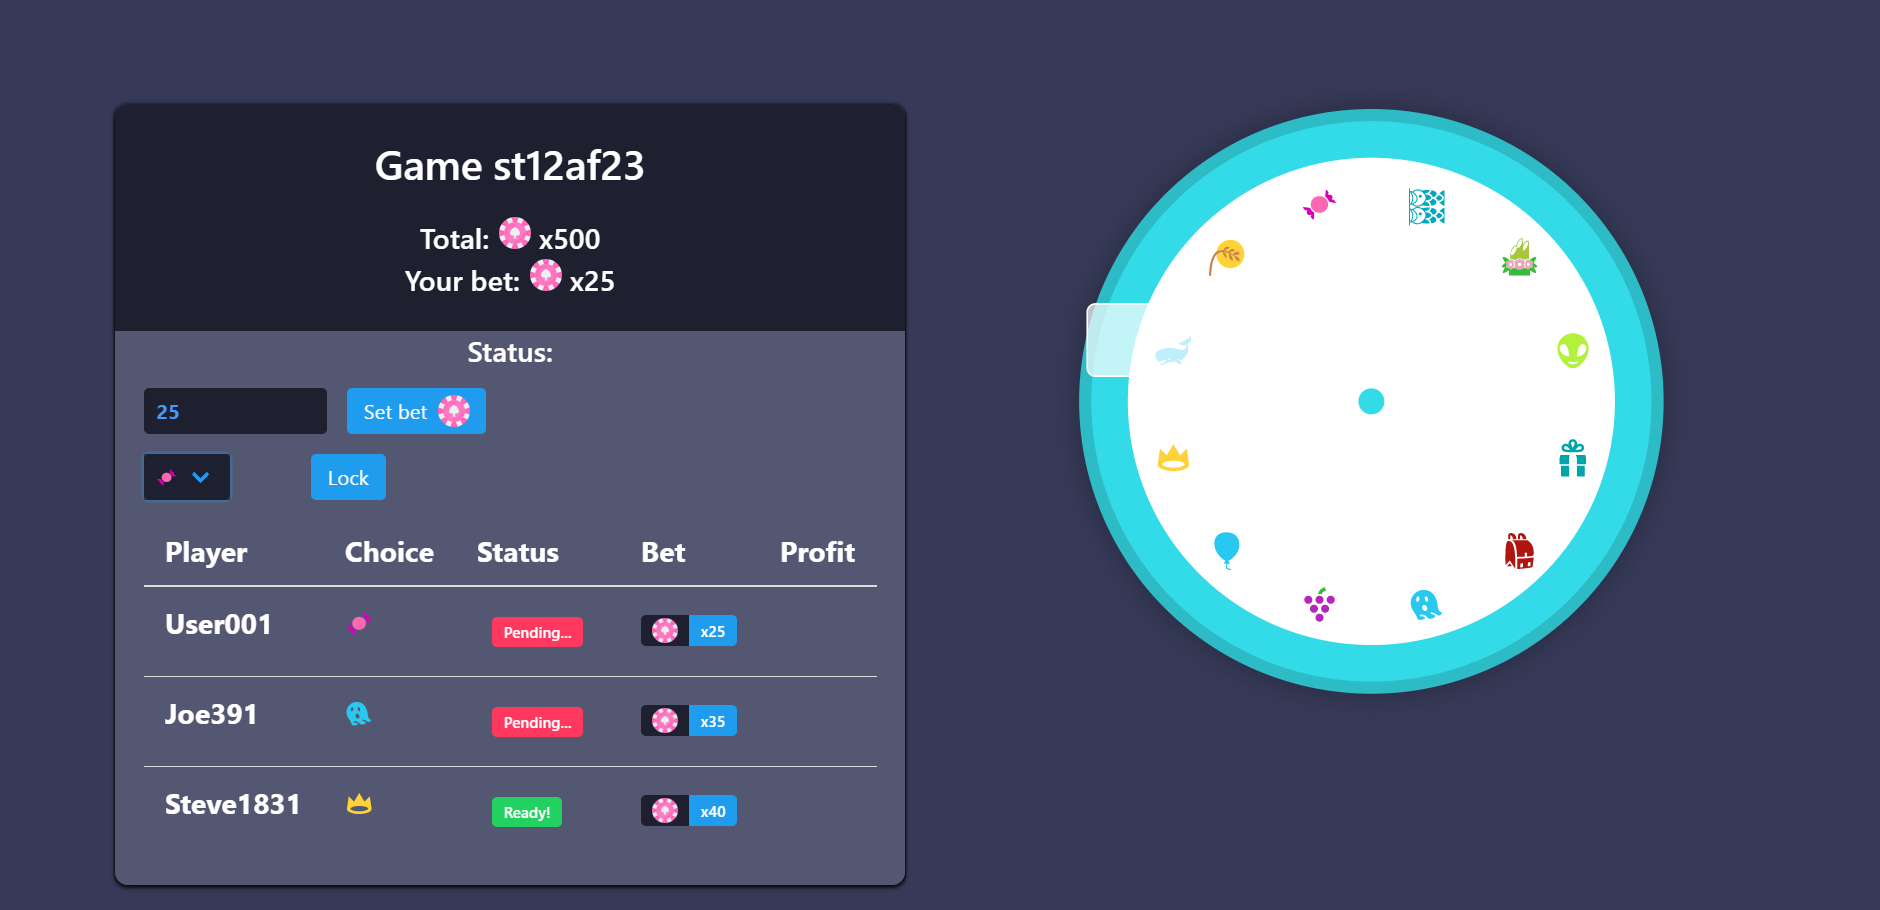 Game st12af23
Total: x500
Your bet: x25
Status:
25 Set bet
Lock
Player Choice Status Bet Profit
User001 Pending... x25
Joe391 Pending... x35
Steve1831 Ready! x40